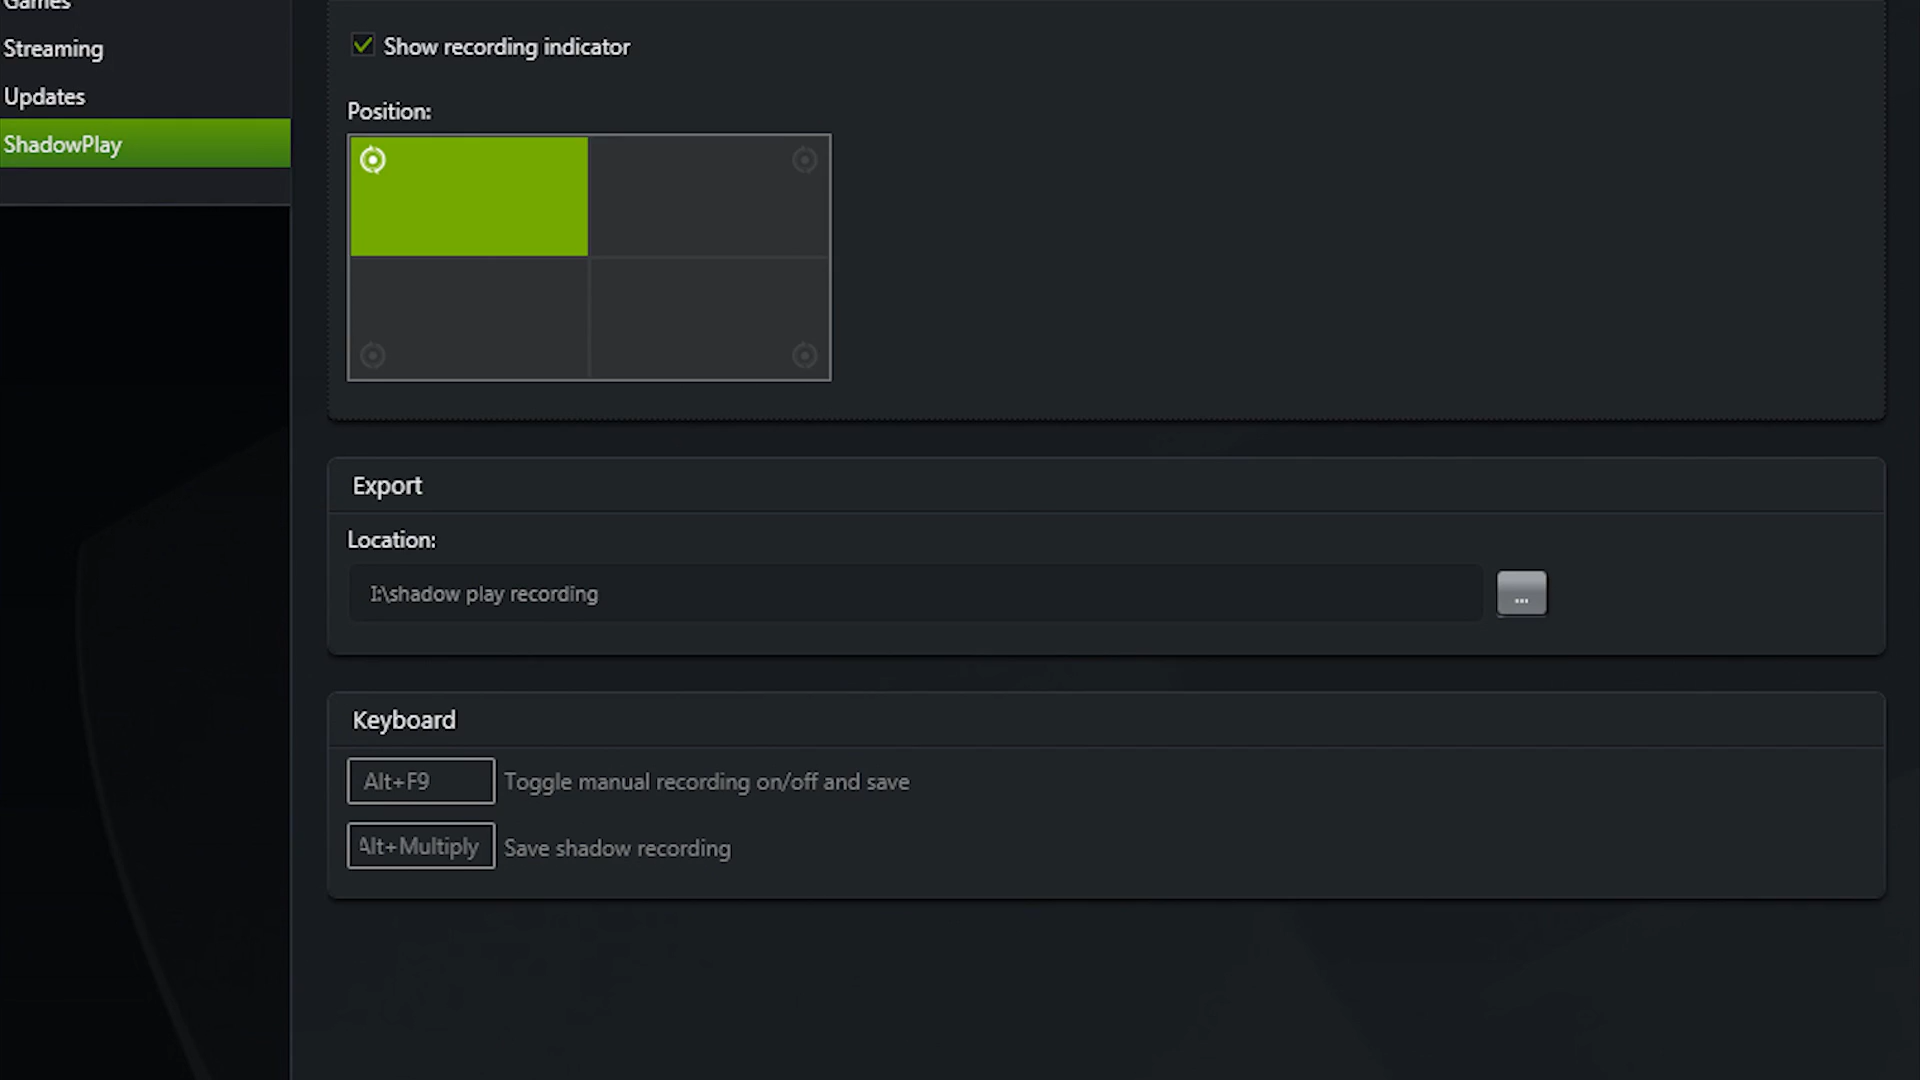 Games
Streaming
Updates
ShadowPlay
Show recording indicator
Position:
Export
Location:
I:\shadow play recording
...
Keyboard
Alt+F9 Toggle manual recording on/off and save
Alt+Multiply Save shadow recording